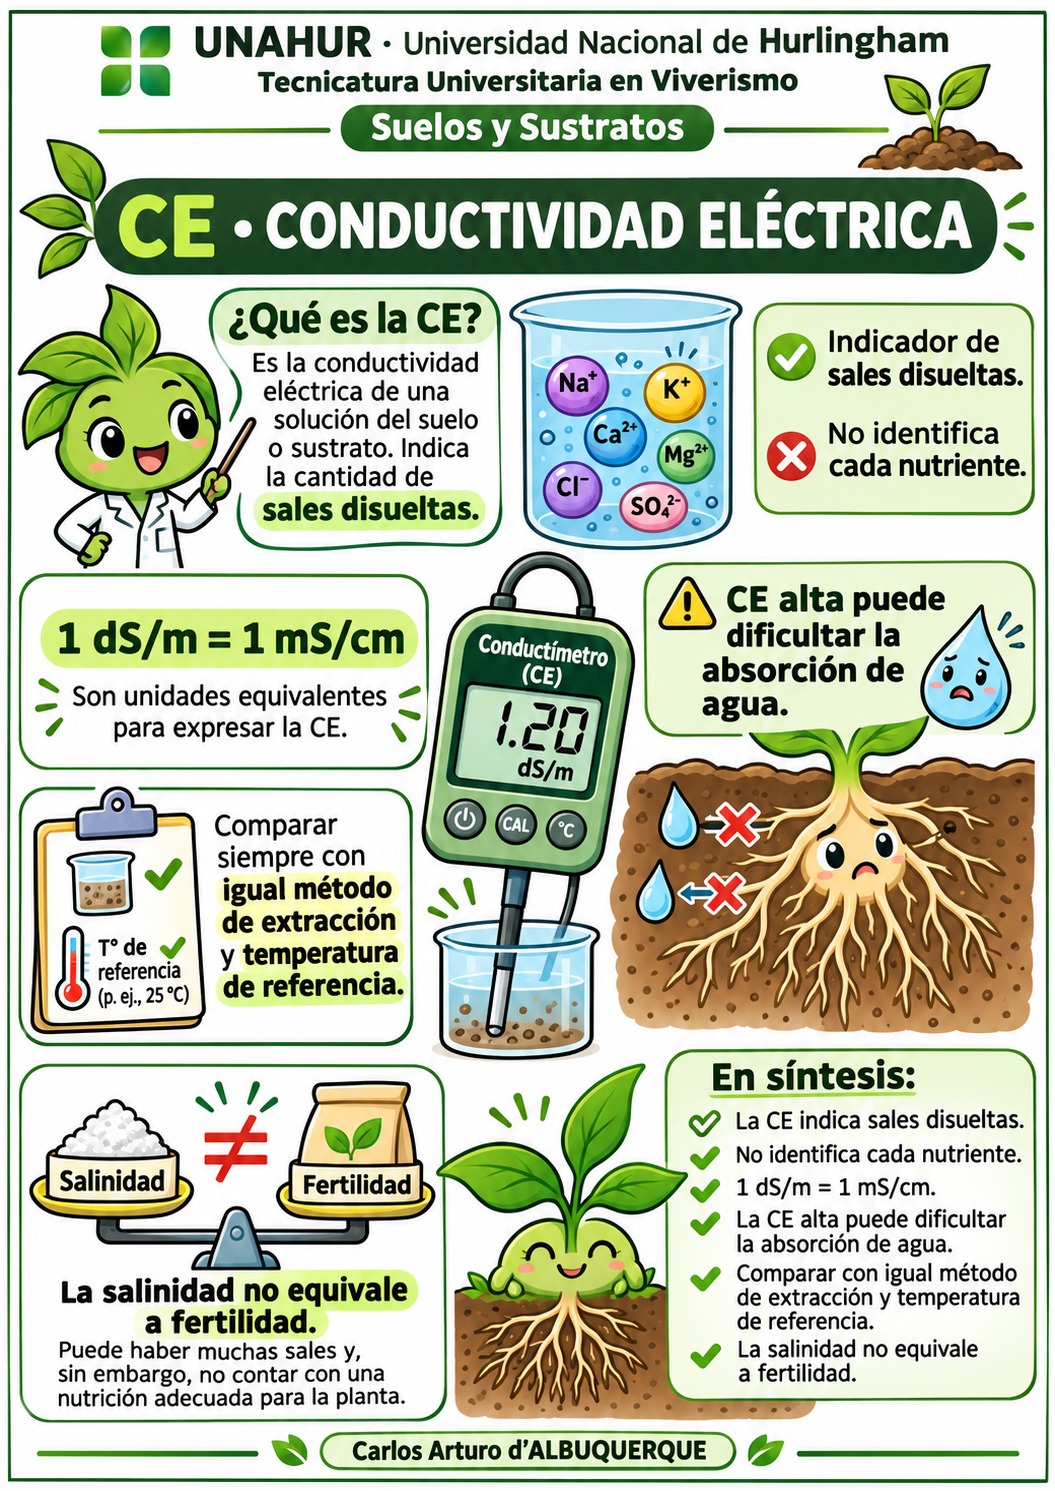 UNAHUR · Universidad Nacional de Hurlingham
Tecnicatura Universitaria en Viverismo
Suelos y Sustratos
CE · CONDUCTIVIDAD ELÉCTRICA
¿Qué es la CE?
Es la conductividad
eléctrica de una
solución del suelo
o sustrato. Indica
la cantidad de
sales disueltas.
Na⁺
K⁺
Ca²⁺
Mg²⁺
Cl⁻
SO₄²⁻
Indicador de
sales disueltas.
No identifica
cada nutriente.
1 dS/m = 1 mS/cm
Son unidades equivalentes
para expresar la CE.
Conductímetro
(CE)
1.20
dS/m
CAL
°C
CE alta puede
dificultar la
absorción de
agua.
T° de
referencia
(p. ej., 25 °C)
Comparar
siempre con
igual método
de extracción
y temperatura
de referencia.
Salinidad
≠
Fertilidad
La salinidad no equivale
a fertilidad.
Puede haber muchas sales y,
sin embargo, no contar con una
nutrición adecuada para la planta.
En síntesis:
La CE indica sales disueltas.
No identifica cada nutriente.
1 dS/m = 1 mS/cm.
La CE alta puede dificultar
la absorción de agua.
Comparar con igual método
de extracción y temperatura
de referencia.
La salinidad no equivale
a fertilidad.
Carlos Arturo d'ALBUQUERQUE